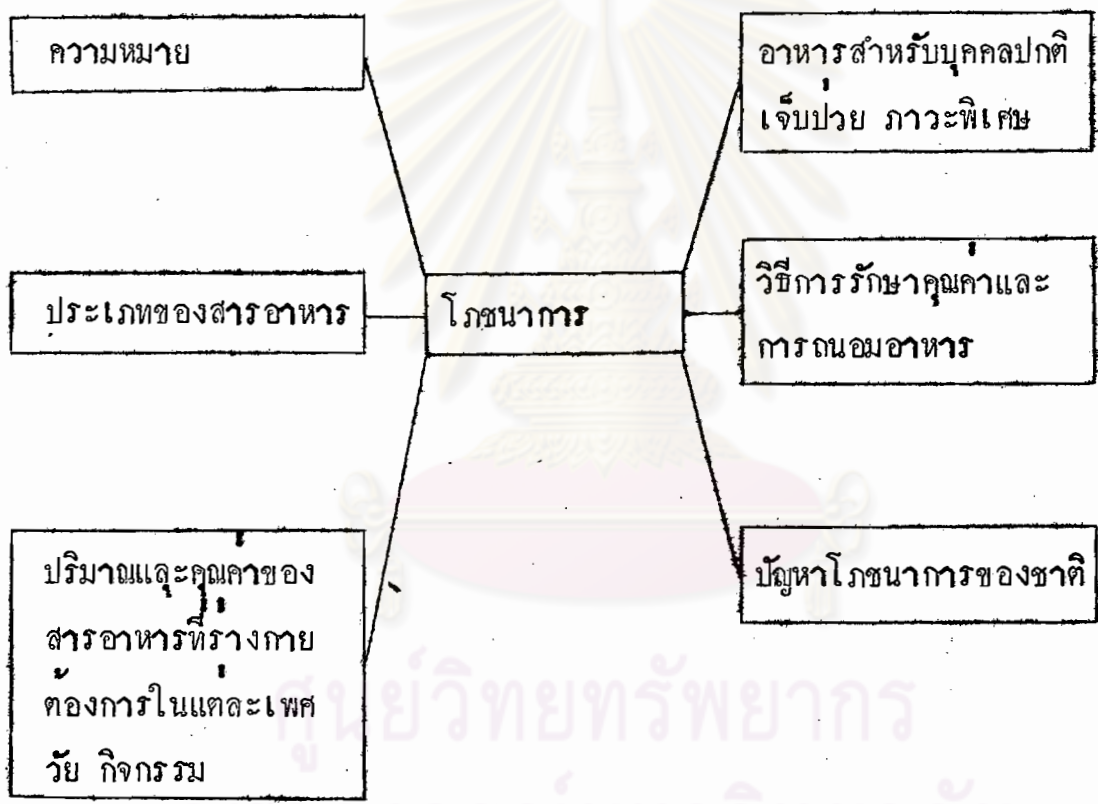 ความหมาย
ประเภทของสารอาหาร
ปริมาณและคุณค่าของ
สารอาหารที่ร่างกาย
ต้องการในแต่ละเพศ
วัย กิจกรรม
โภชนาการ
อาหารสำหรับบุคคลปกติ
เจ็บป่วย ภาวะพิเศษ
วิธีการรักษาคุณค่าและ
การถนอมอาหาร
ปัญหาโภชนาการของชาติ
ศูนย์วิทยทรัพยากร